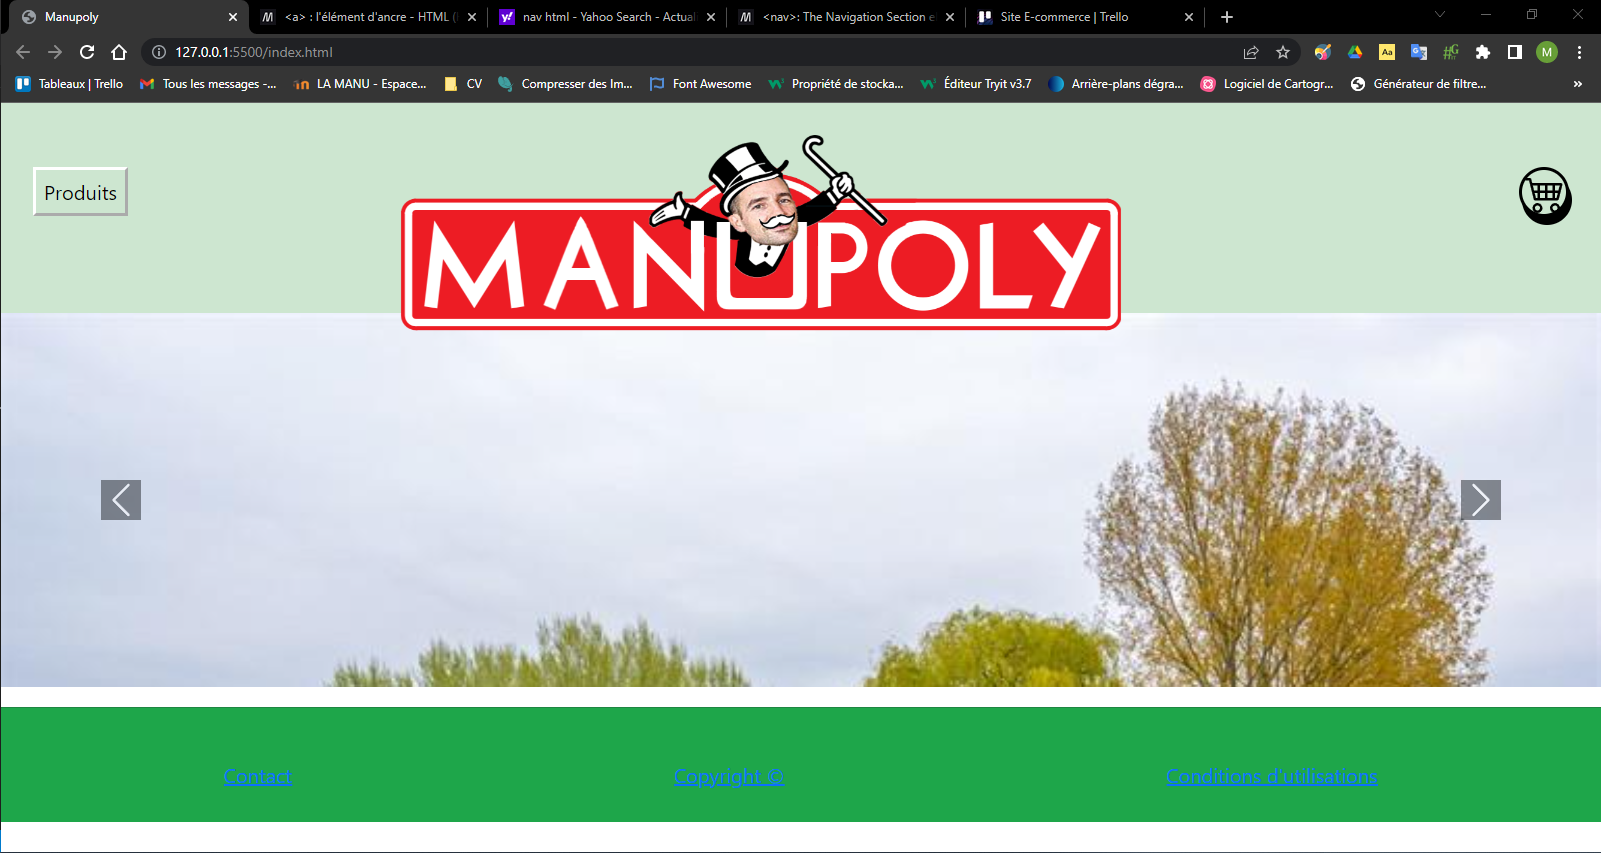 Manupoly
<a> : l'élément d'ancre - HTML (
nav html - Yahoo Search - Actual
<nav>: The Navigation Section e
Site E-commerce | Trello
127.0.0.1:5500/index.html
Aa
#G
M
Tableaux | Trello
Tous les messages -...
LA MANU - Espace...
CV
Compresser des Im...
Font Awesome
Propriété de stocka...
Éditeur Tryit v3.7
Arrière-plans dégra...
Logiciel de Cartogr...
Générateur de filtre...
»
Produits
MANUPOLY
Contact
Copyright ©
Conditions d'utilisations